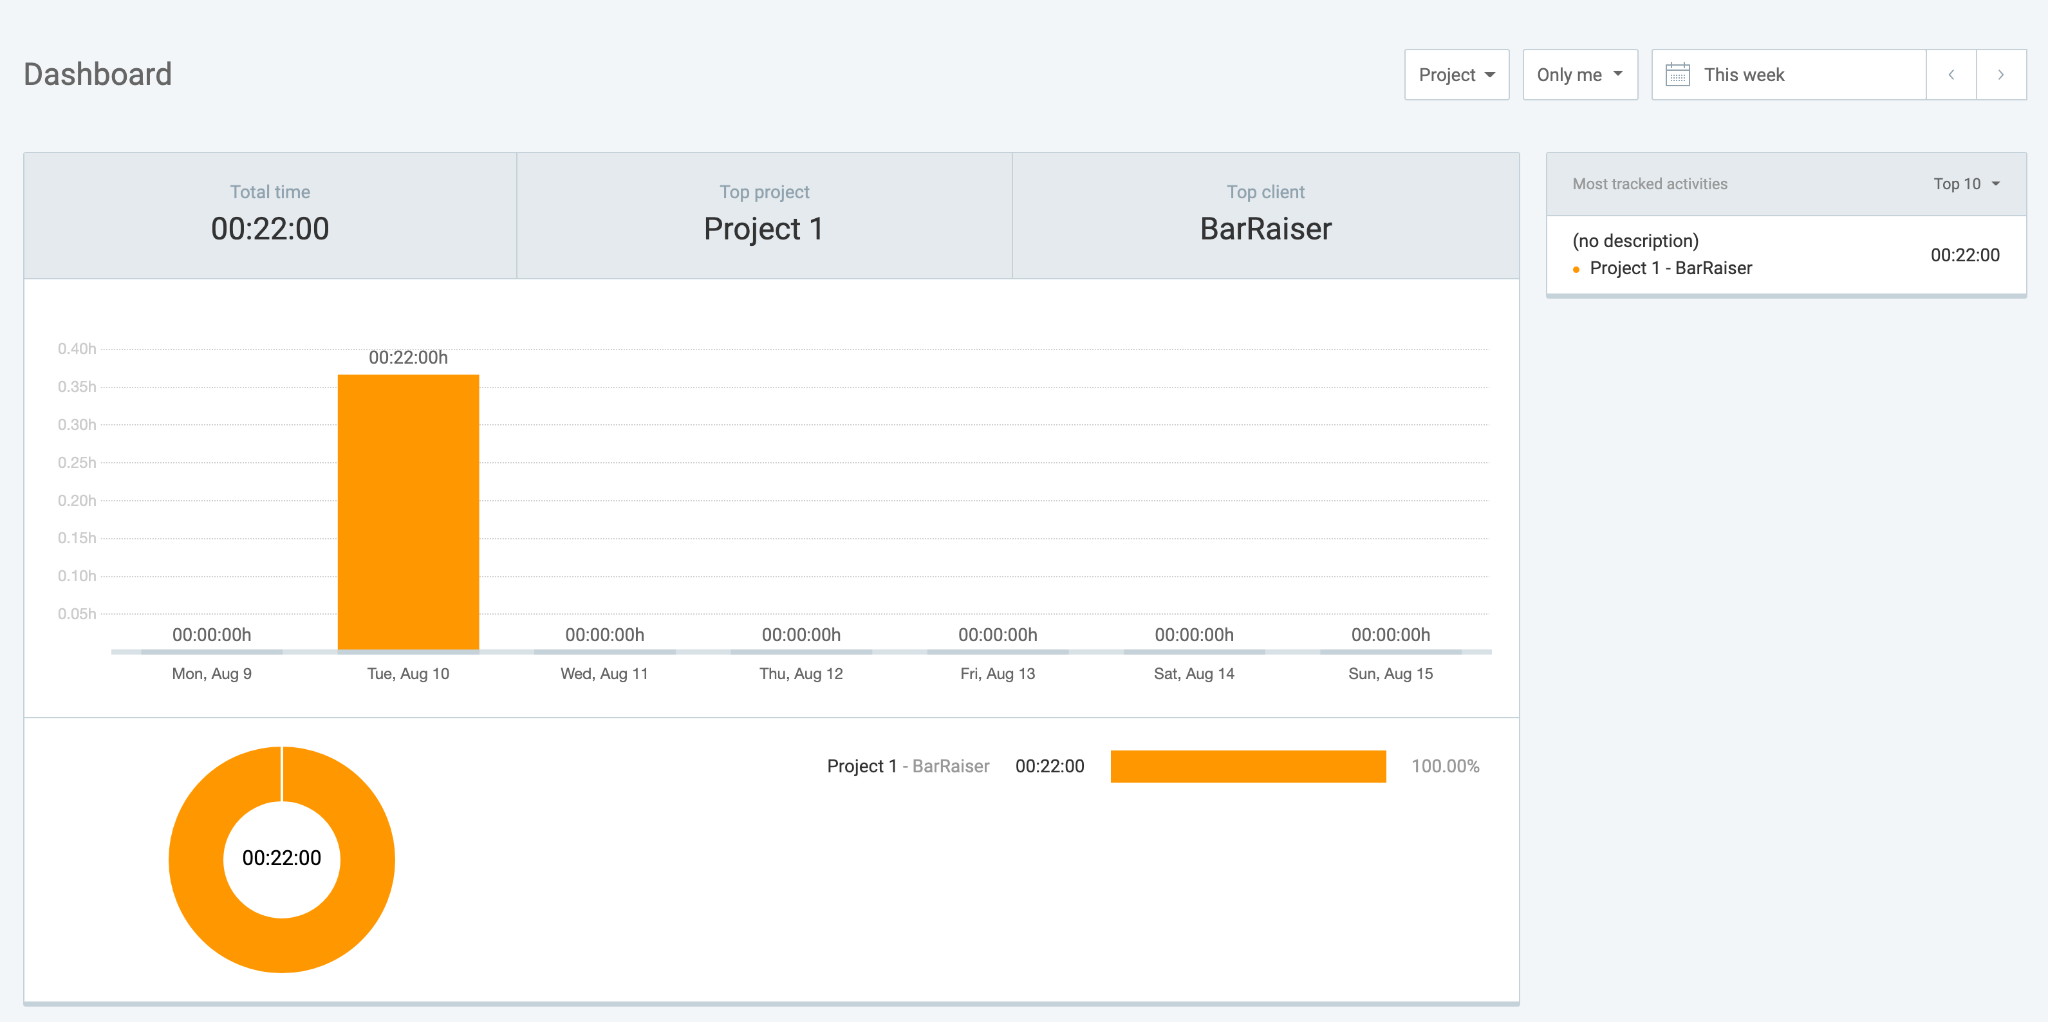 Dashboard
Project
Only me
This week
Total time
00:22:00
Top project
Project 1
Top client
BarRaiser
Most tracked activities
Top 10
(no description)
Project 1 - BarRaiser
00:22:00
0.40h
0.35h
0.30h
0.25h
0.20h
0.15h
0.10h
0.05h
00:00:00h
00:22:00h
00:00:00h
00:00:00h
00:00:00h
00:00:00h
00:00:00h
Mon, Aug 9
Tue, Aug 10
Wed, Aug 11
Thu, Aug 12
Fri, Aug 13
Sat, Aug 14
Sun, Aug 15
00:22:00
Project 1 - BarRaiser
00:22:00
100.00%